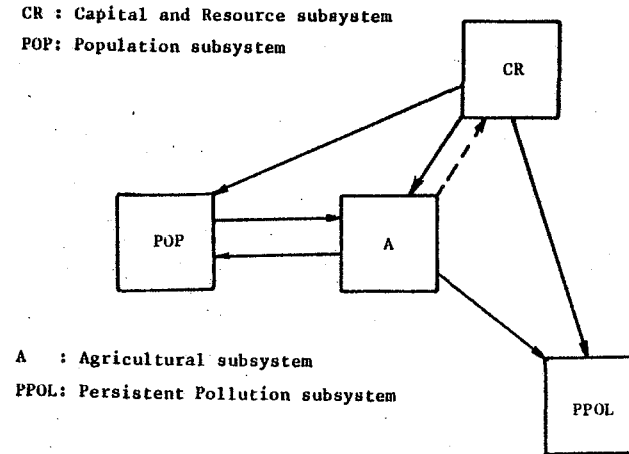 CR : Capital and Resource subsystem
POP: Population subsystem
CR
POP
A
A : Agricultural subsystem
PPOL: Persistent Pollution subsystem
PPOL